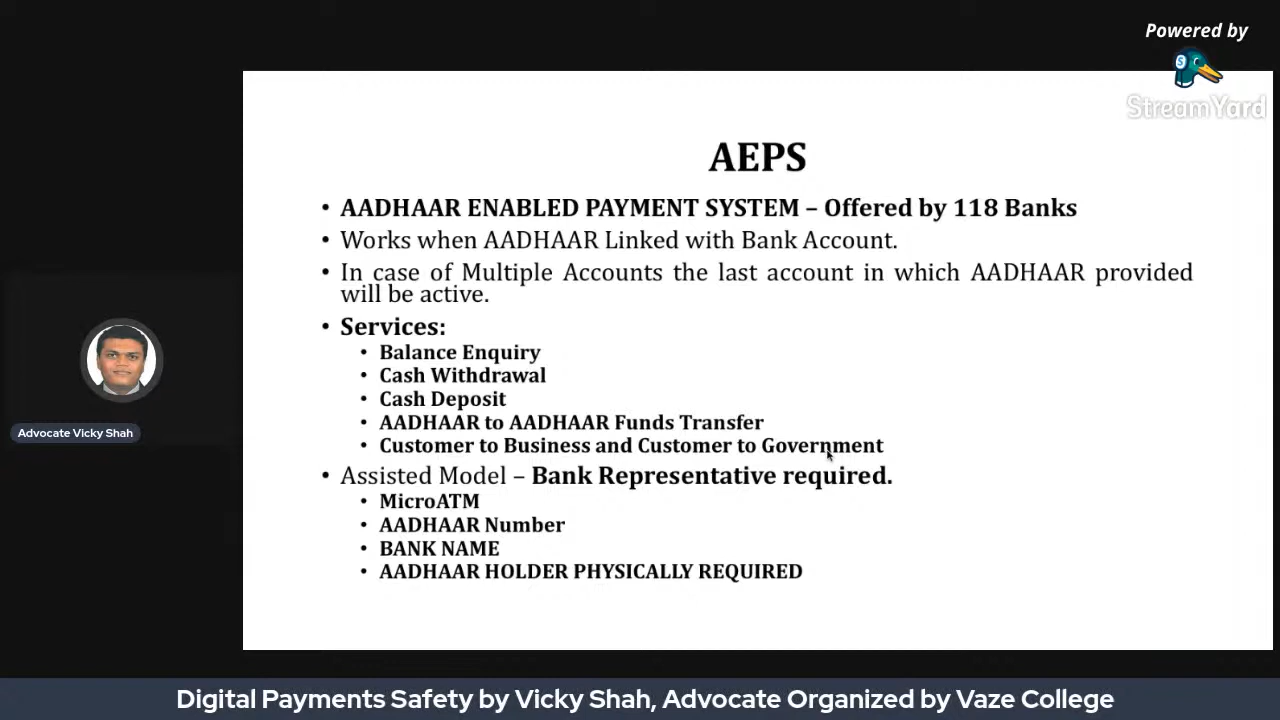 Powered by
S
StreamYard
AEPS
• AADHAAR ENABLED PAYMENT SYSTEM – Offered by 118 Banks
• Works when AADHAAR Linked with Bank Account.
• In case of Multiple Accounts the last account in which AADHAAR provided
will be active.
• Services:
• Balance Enquiry
• Cash Withdrawal
• Cash Deposit
• AADHAAR to AADHAAR Funds Transfer
• Customer to Business and Customer to Government
• Assisted Model – Bank Representative required.
• MicroATM
• AADHAAR Number
• BANK NAME
• AADHAAR HOLDER PHYSICALLY REQUIRED
Advocate Vicky Shah
Digital Payments Safety by Vicky Shah, Advocate Organized by Vaze College